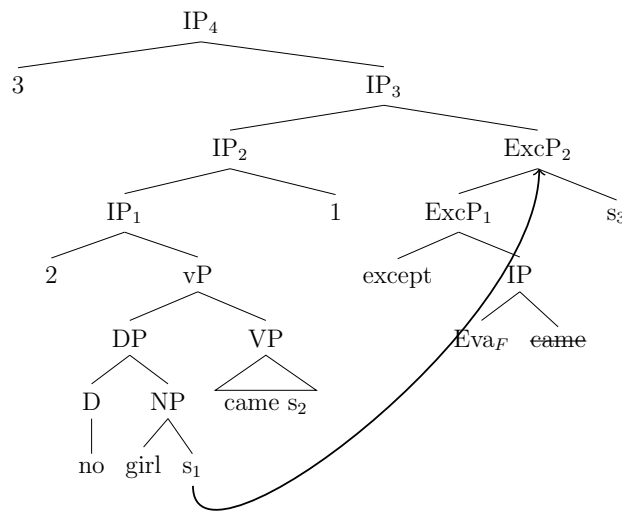 IP₄
3 IP₃
IP₂ ExcP₂
IP₁ 1 ExcP₁ s₃
2 vP except IP
DP VP Eva_F ~~came~~
D NP came s₂
no girl s₁